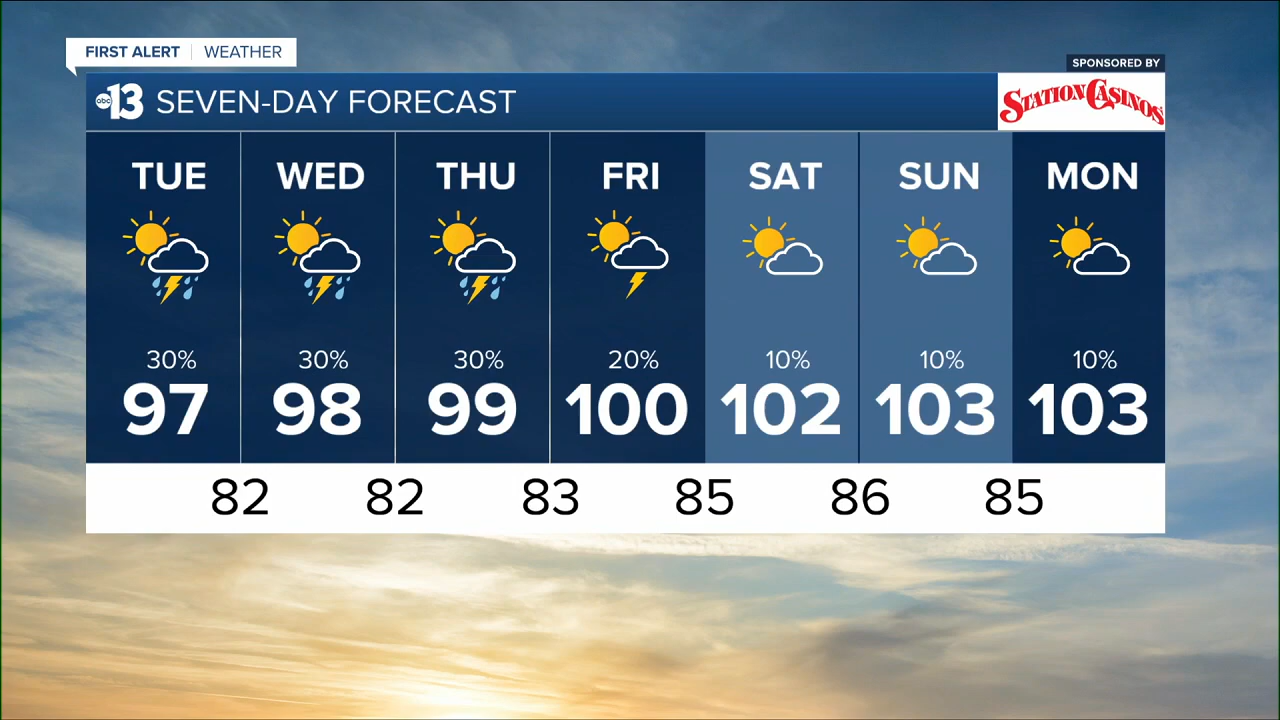 FIRST ALERT | WEATHER
SPONSORED BY
abc 13 SEVEN-DAY FORECAST
STATION CASINOS
TUE WED THU FRI SAT SUN MON
30% 30% 30% 20% 10% 10% 10%
97 98 99 100 102 103 103
82 82 83 85 86 85